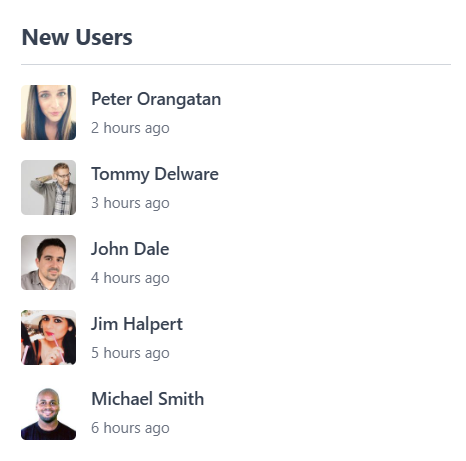 New Users
Peter Orangatan
2 hours ago
Tommy Delware
3 hours ago
John Dale
4 hours ago
Jim Halpert
5 hours ago
Michael Smith
6 hours ago